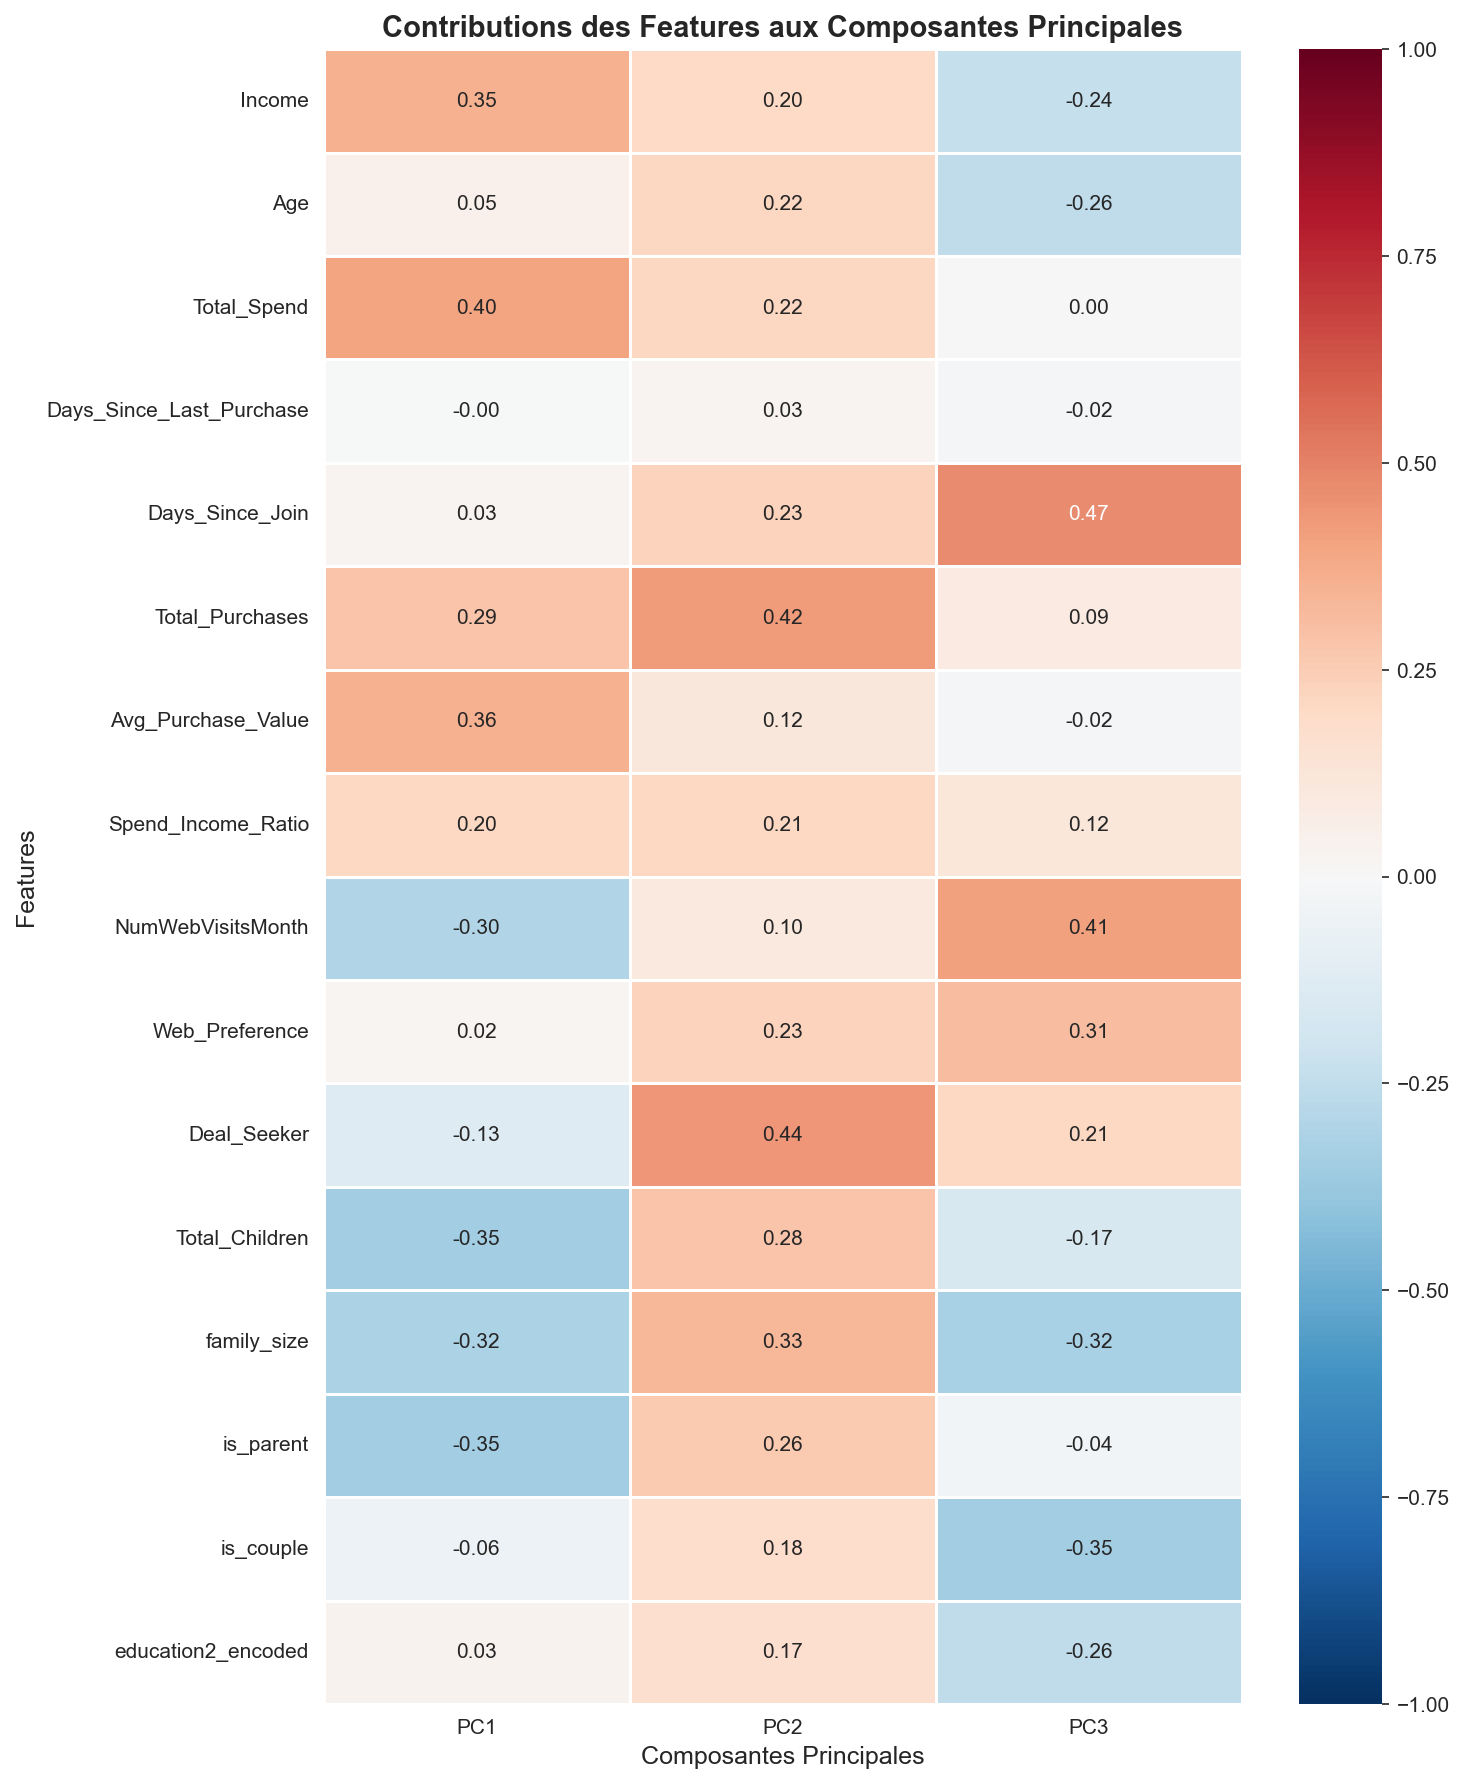 Contributions des Features aux Composantes Principales
Income 0.35 0.20 -0.24
Age 0.05 0.22 -0.26
Total_Spend 0.40 0.22 0.00
Days_Since_Last_Purchase -0.00 0.03 -0.02
Days_Since_Join 0.03 0.23 0.47
Total_Purchases 0.29 0.42 0.09
Avg_Purchase_Value 0.36 0.12 -0.02
Spend_Income_Ratio 0.20 0.21 0.12
NumWebVisitsMonth -0.30 0.10 0.41
Web_Preference 0.02 0.23 0.31
Deal_Seeker -0.13 0.44 0.21
Total_Children -0.35 0.28 -0.17
family_size -0.32 0.33 -0.32
is_parent -0.35 0.26 -0.04
is_couple -0.06 0.18 -0.35
education2_encoded 0.03 0.17 -0.26
PC1 PC2 PC3
Composantes Principales
Features
1.00
0.75
0.50
0.25
0.00
−0.25
−0.50
−0.75
−1.00